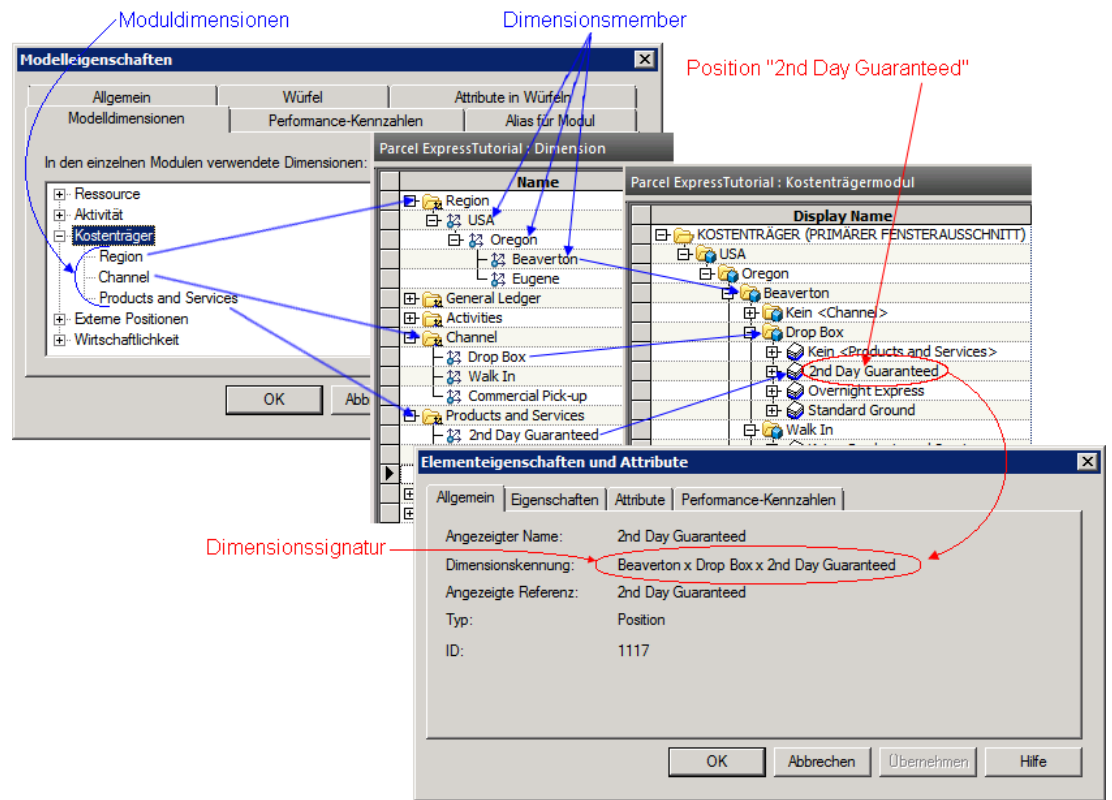 Moduldimensionen
Dimensionsmember
Position "2nd Day Guaranteed"
Modelleigenschaften
Allgemein
Würfel
Attribute in Würfeln
Modelldimensionen
Performance-Kennzahlen
Alias für Modul
In den einzelnen Modulen verwendete Dimensionen:
Ressource
Aktivität
Kostenträger
Region
Channel
Products and Services
Externe Positionen
Wirtschaftlichkeit
OK
Abb
Parcel ExpressTutorial : Dimension
Name
Region
USA
Oregon
Beaverton
Eugene
General Ledger
Activities
Channel
Drop Box
Walk In
Commercial Pick-up
Products and Services
2nd Day Guaranteed
Parcel ExpressTutorial : Kostenträgermodul
Display Name
KOSTENTRÄGER (PRIMÄRER FENSTERAUSSCHNITT)
USA
Oregon
Beaverton
Kein <Channel>
Drop Box
Kein <Products and Services>
2nd Day Guaranteed
Overnight Express
Standard Ground
Walk In
Elementeigenschaften und Attribute
Allgemein
Eigenschaften
Attribute
Performance-Kennzahlen
Angezeigter Name: 2nd Day Guaranteed
Dimensionssignatur
Dimensionskennung: Beaverton x Drop Box x 2nd Day Guaranteed
Angezeigte Referenz: 2nd Day Guaranteed
Typ: Position
ID: 1117
OK
Abbrechen
Übernehmen
Hilfe